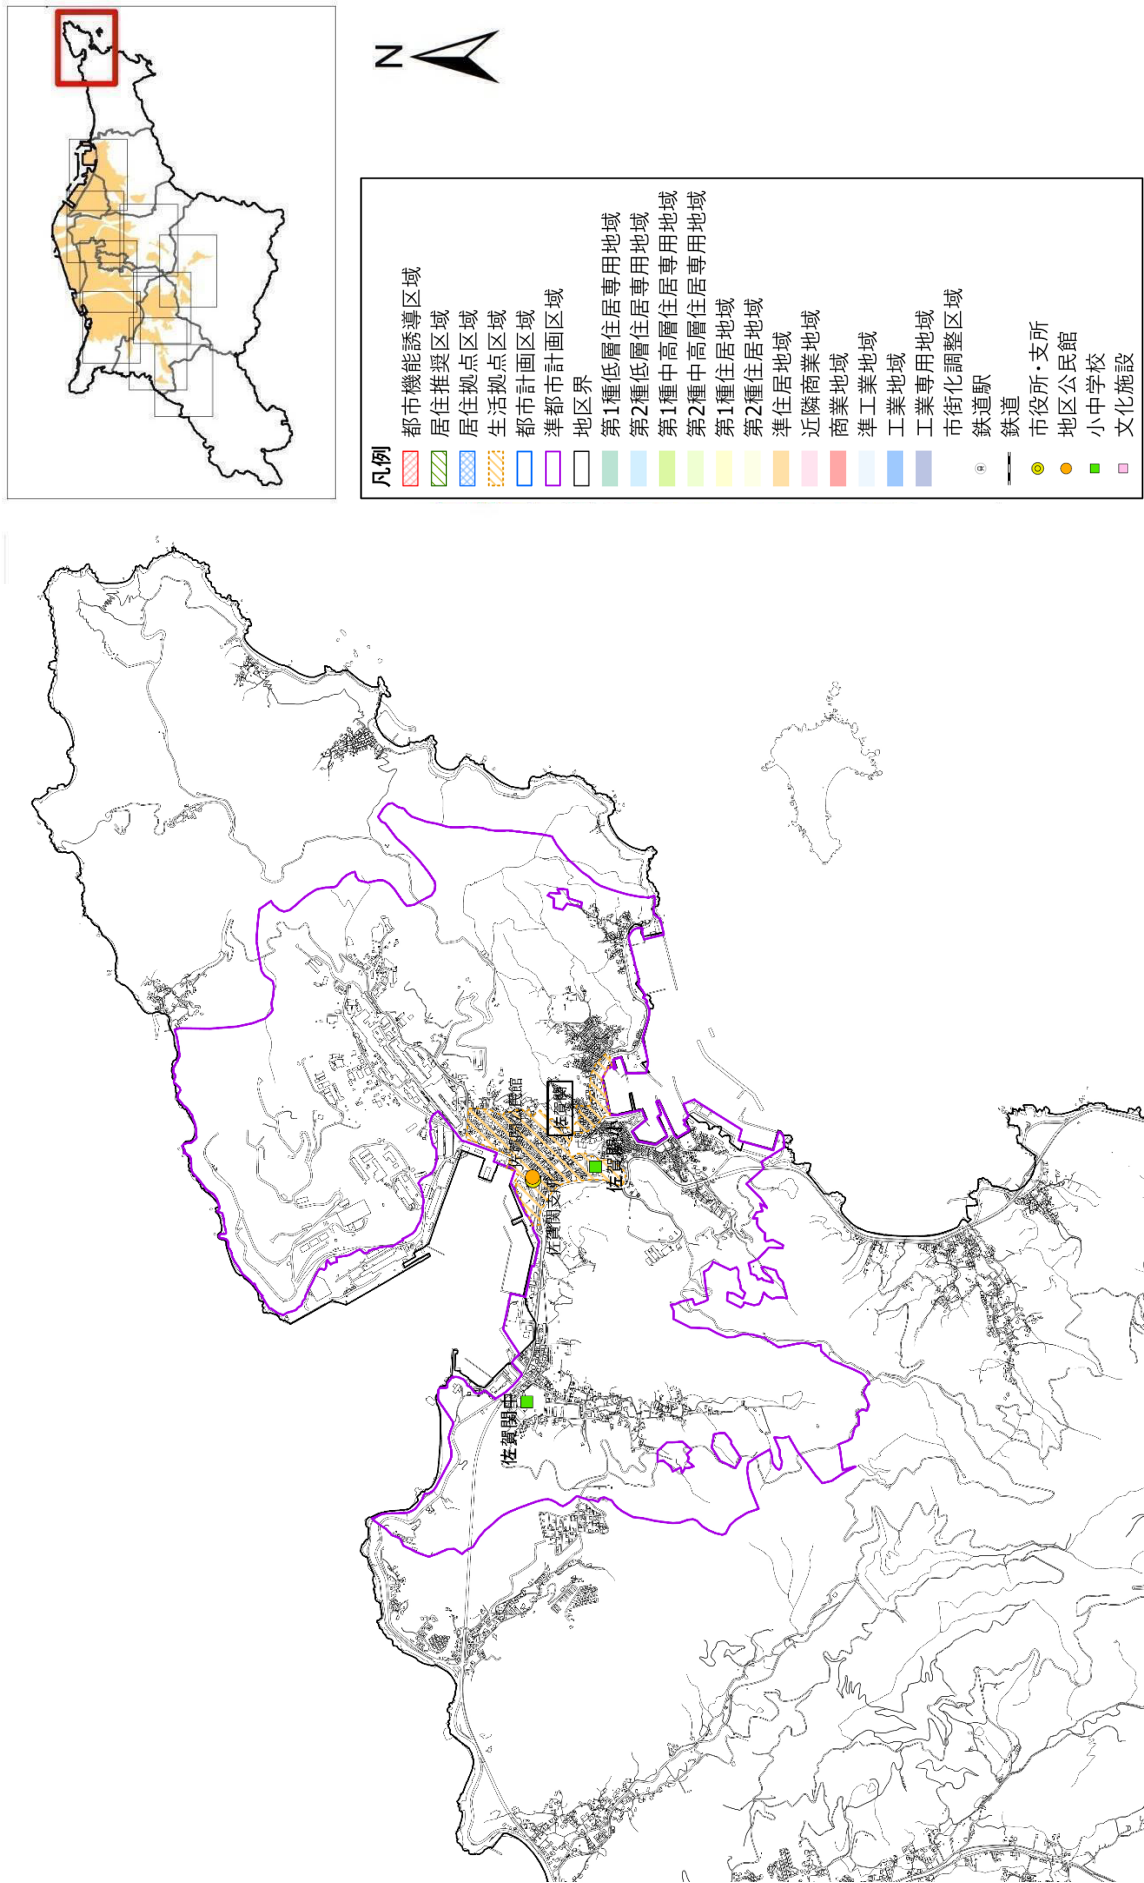 N
凡例
都市機能誘導区域
居住推奨区域
居住拠点区域
生活拠点区域
都市計画区域
準都市計画区域
地区界
第1種低層住居専用地域
第2種低層住居専用地域
第1種中高層住居専用地域
第2種中高層住居専用地域
第1種住居地域
第2種住居地域
準住居地域
近隣商業地域
商業地域
準工業地域
工業地域
工業専用地域
市街化調整区域
鉄道駅
鉄道
市役所・支所
地区公民館
小中学校
文化施設
佐賀関公民館
佐賀関
佐賀関小
佐賀関支所
佐賀関中